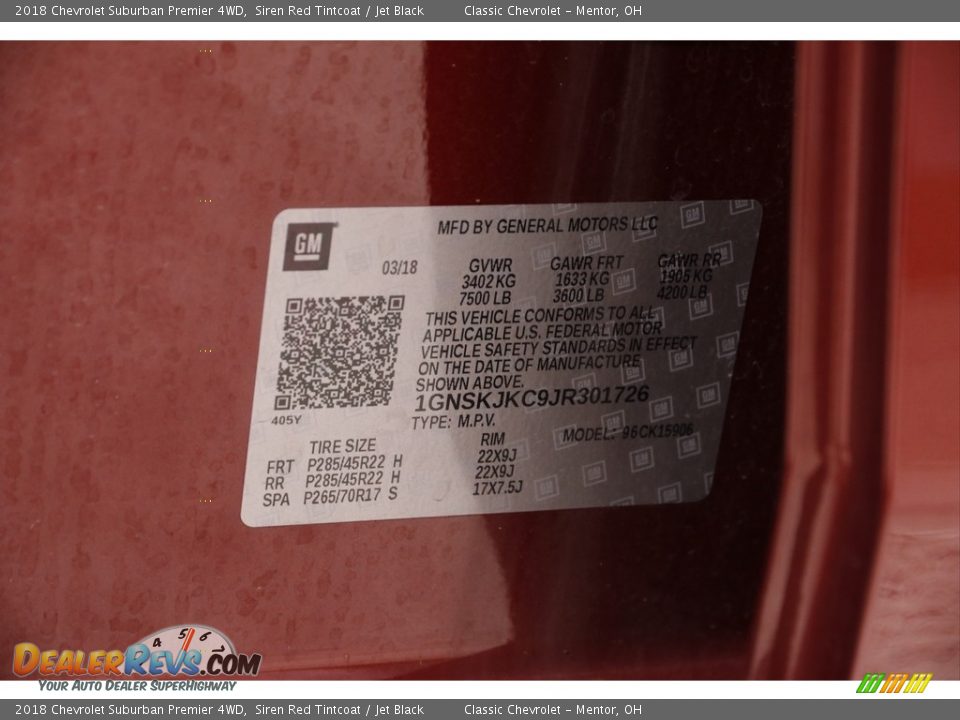 2018 Chevrolet Suburban Premier 4WD,  Siren Red Tintcoat / Jet Black     Classic Chevrolet - Mentor, OH
GM
MFD BY GENERAL MOTORS LLC
03/18
GVWR GAWR FRT GAWR RR
3402 KG 1633 KG 1905 KG
7500 LB 3600 LB 4200 LB
THIS VEHICLE CONFORMS TO ALL
APPLICABLE U.S. FEDERAL MOTOR
VEHICLE SAFETY STANDARDS IN EFFECT
ON THE DATE OF MANUFACTURE
SHOWN ABOVE.
1GNSKJKC9JR301726
405Y
TYPE: M.P.V.
MODEL: 96CK15906
TIRE SIZE RIM
FRT P285/45R22 H 22X9J
RR P285/45R22 H 22X9J
SPA P265/70R17 S 17X7.5J
4 5 6
DEALERREVS.COM
YOUR AUTO DEALER SUPERHIGHWAY
2018 Chevrolet Suburban Premier 4WD,  Siren Red Tintcoat / Jet Black     Classic Chevrolet - Mentor, OH